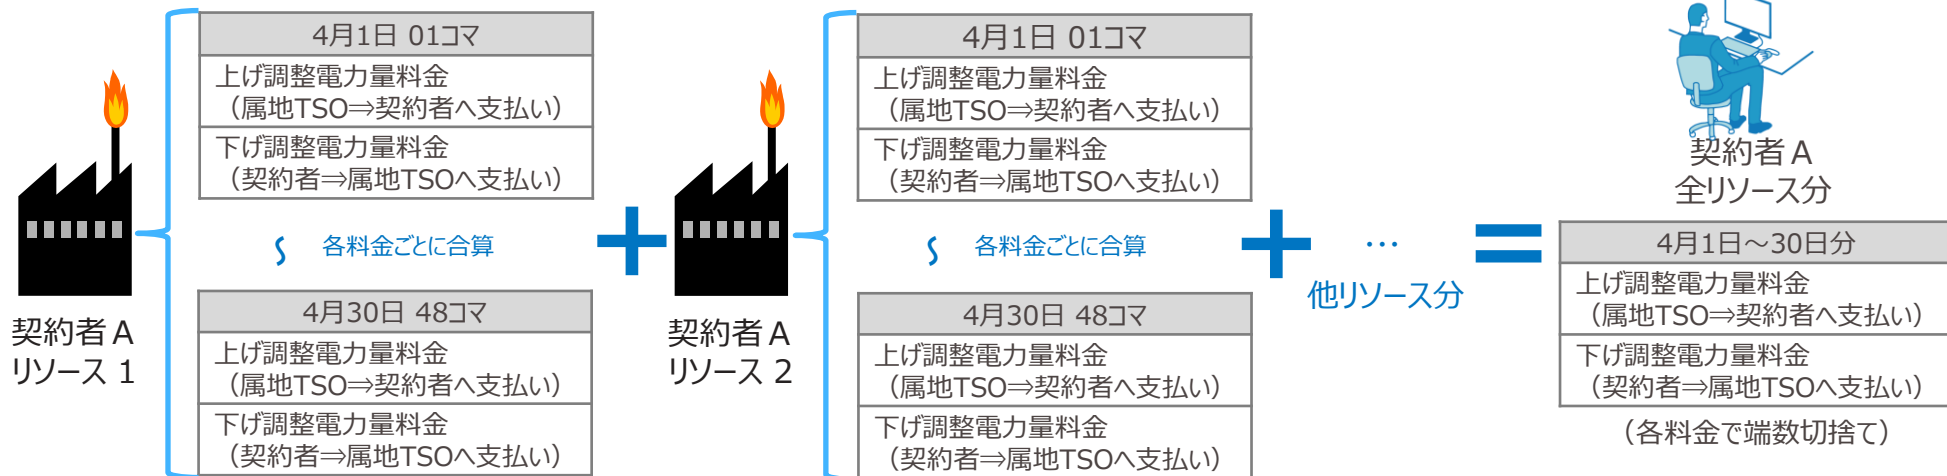 4月1日 01コマ
上げ調整電力量料金
（属地TSO⇒契約者へ支払い）
下げ調整電力量料金
（契約者⇒属地TSOへ支払い）
各料金ごとに合算
4月30日 48コマ
上げ調整電力量料金
（属地TSO⇒契約者へ支払い）
下げ調整電力量料金
（契約者⇒属地TSOへ支払い）
契約者A
リソース 1
＋
4月1日 01コマ
上げ調整電力量料金
（属地TSO⇒契約者へ支払い）
下げ調整電力量料金
（契約者⇒属地TSOへ支払い）
各料金ごとに合算
4月30日 48コマ
上げ調整電力量料金
（属地TSO⇒契約者へ支払い）
下げ調整電力量料金
（契約者⇒属地TSOへ支払い）
契約者A
リソース 2
＋
…
他リソース分
＝
契約者A
全リソース分
4月1日～30日分
上げ調整電力量料金
（属地TSO⇒契約者へ支払い）
下げ調整電力量料金
（契約者⇒属地TSOへ支払い）
（各料金で端数切捨て）